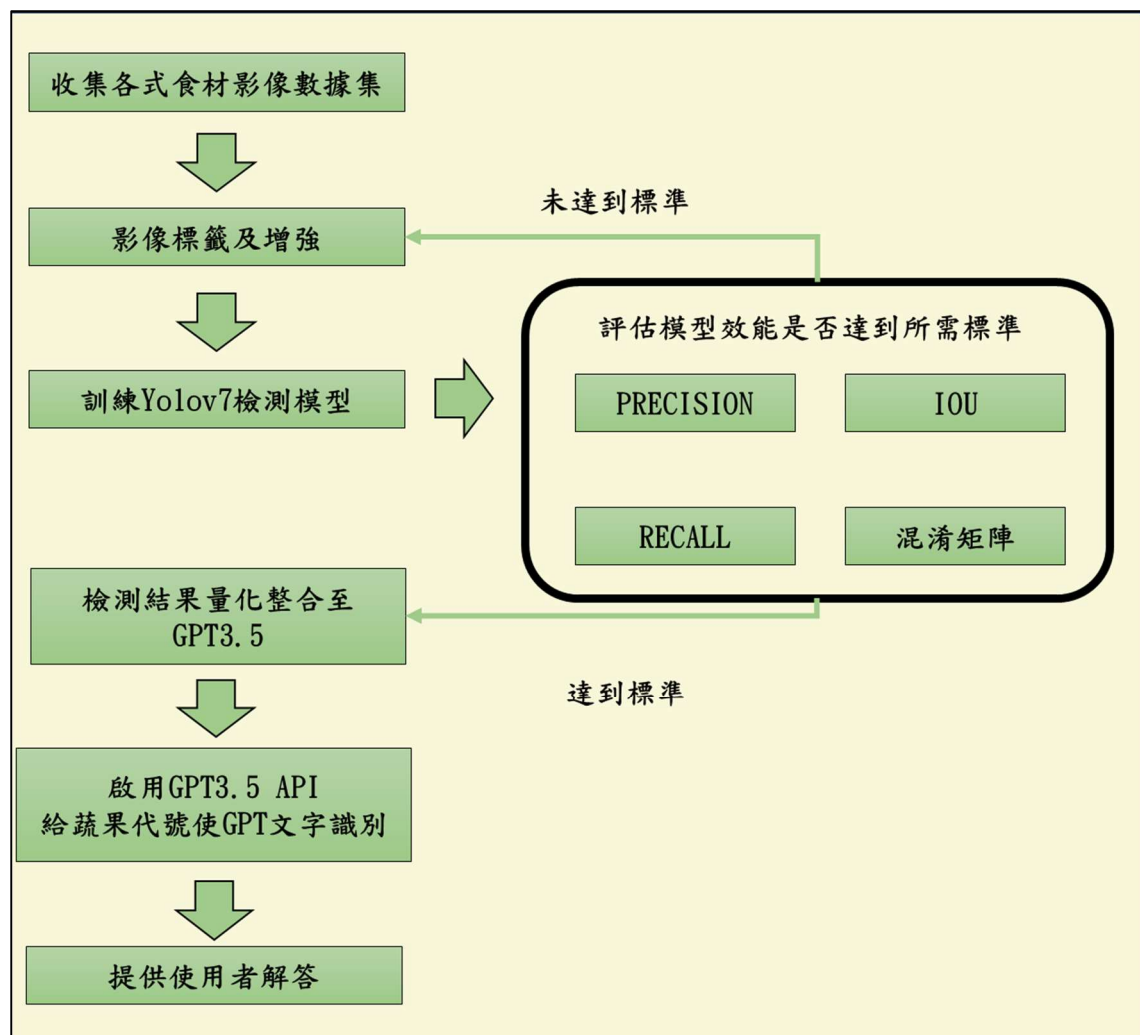 收集各式食材影像數據集
影像標籤及增強
未達到標準
訓練Yolov7檢測模型
評估模型效能是否達到所需標準
PRECISION
IOU
RECALL
混淆矩陣
達到標準
檢測結果量化整合至
GPT3.5
啟用GPT3.5 API
給蔬果代號使GPT文字識別
提供使用者解答